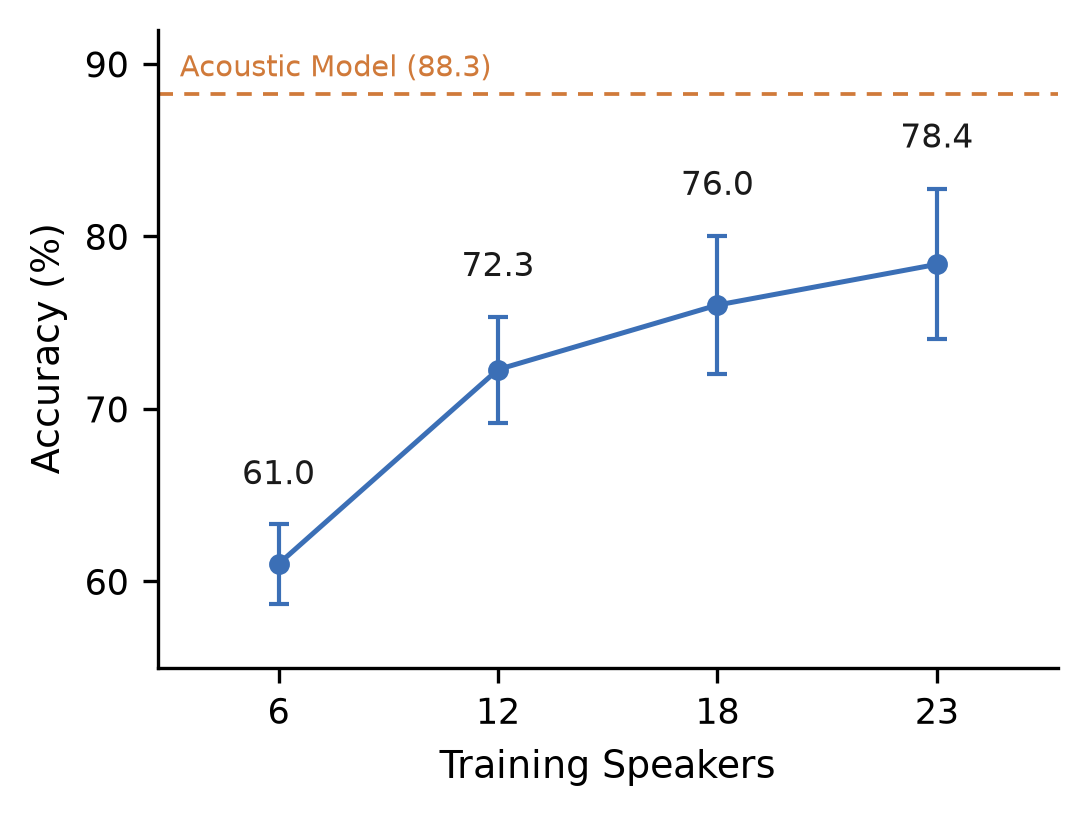 90
Acoustic Model (88.3)
78.4
76.0
80
72.3
70
61.0
60
Accuracy (%)
6 12 18 23
Training Speakers